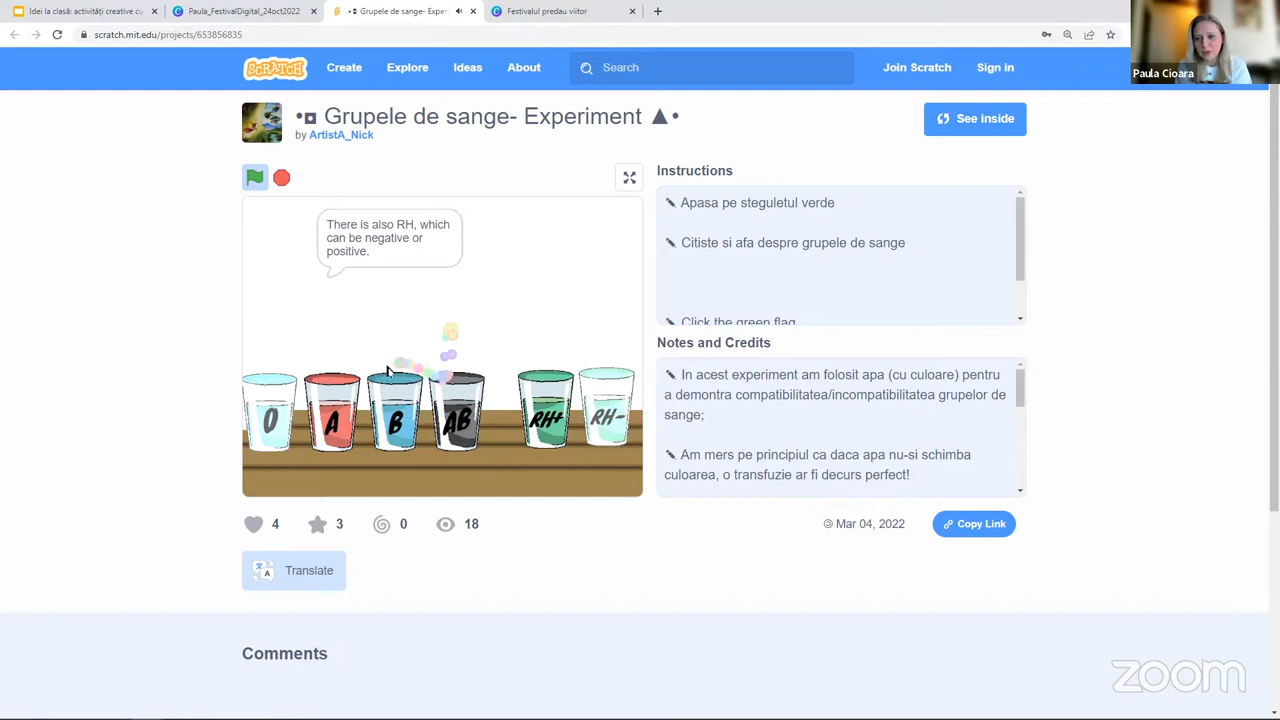 Idei la clasă: activități creative cu
Paula_FestivalDigital_24oct2022
Grupele de sange- Exper
Festivalul predau viitor
scratch.mit.edu/projects/653856835
Paula Cioara
SCRATCH
Create
Explore
Ideas
About
Search
Join Scratch
Sign in
•◘ Grupele de sange- Experiment ▲•
by ArtistA_Nick
See inside
There is also RH, which
can be negative or
positive.
O
A
B
AB
RH+
RH-
Instructions
✎ Apasa pe steguletul verde
✎ Citiste si afa despre grupele de sange
✎ Click the green flag
Notes and Credits
✎ In acest experiment am folosit apa (cu culoare) pentru
a demontra compatibilitatea/incompatibilitatea grupelor de
sange;
✎ Am mers pe principiul ca daca apa nu-si schimba
culoarea, o transfuzie ar fi decurs perfect!
4
3
0
18
© Mar 04, 2022
Copy Link
Translate
Comments
zoom